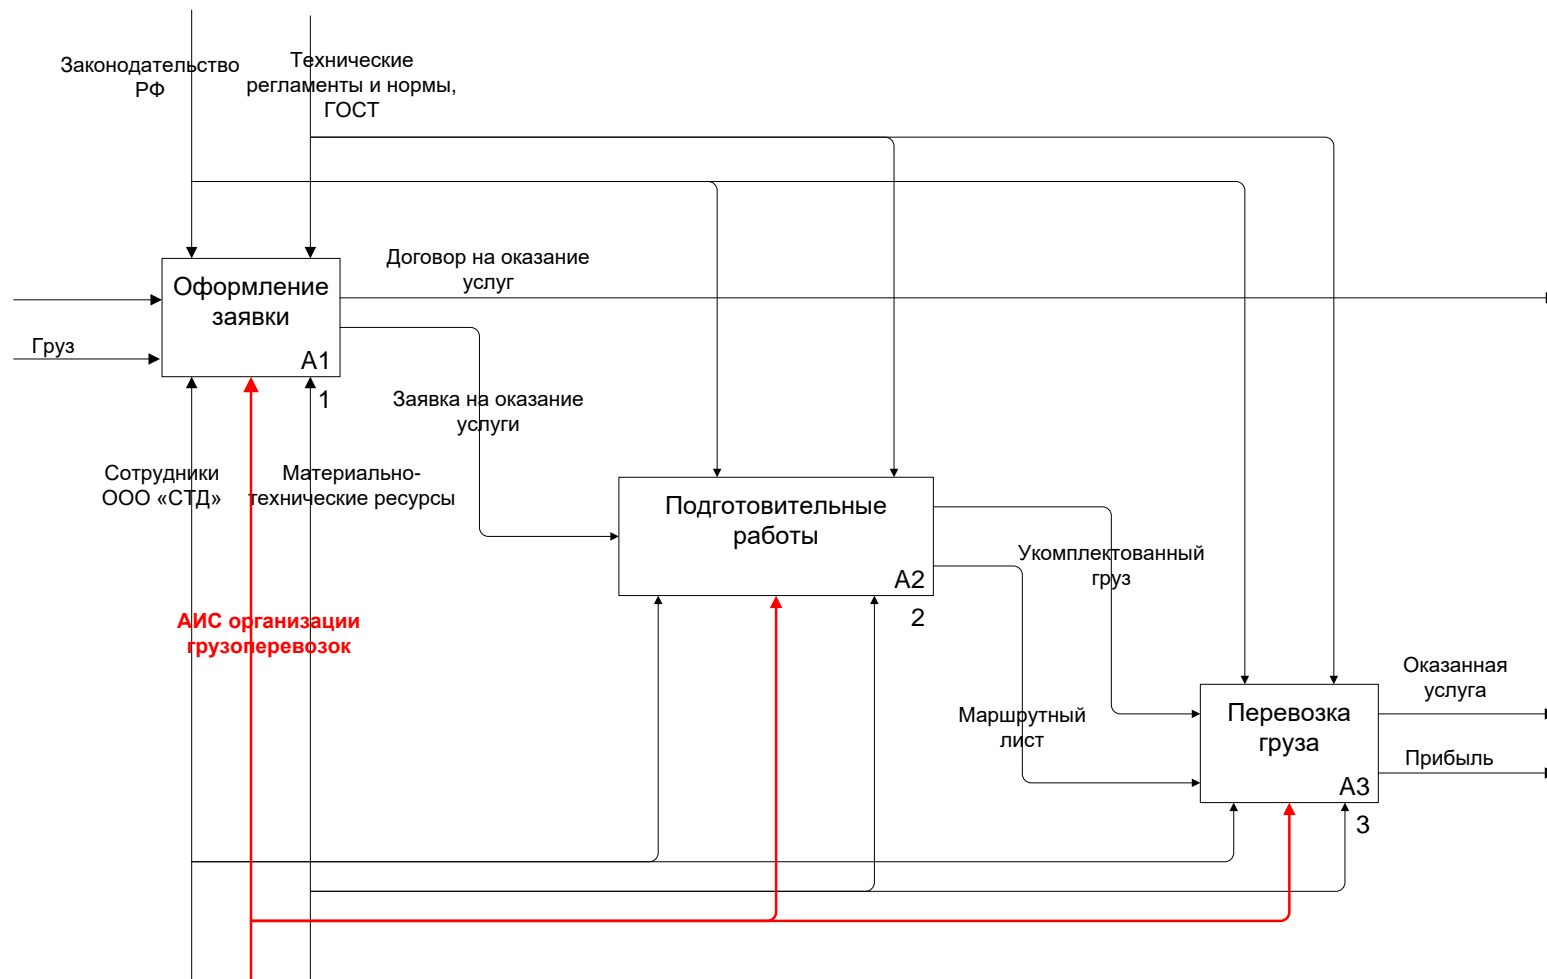 Законодательство
РФ
Технические
регламенты и нормы,
ГОСТ
Договор на оказание
услуг
Оформление
заявки
А1
1
Груз
Заявка на оказание
услуги
Сотрудники
ООО «СТД»
Материально-
технические ресурсы
Подготовительные
работы
А2
2
Укомплектованный
груз
АИС организации
грузоперевозок
Маршрутный
лист
Перевозка
груза
А3
3
Оказанная
услуга
Прибыль